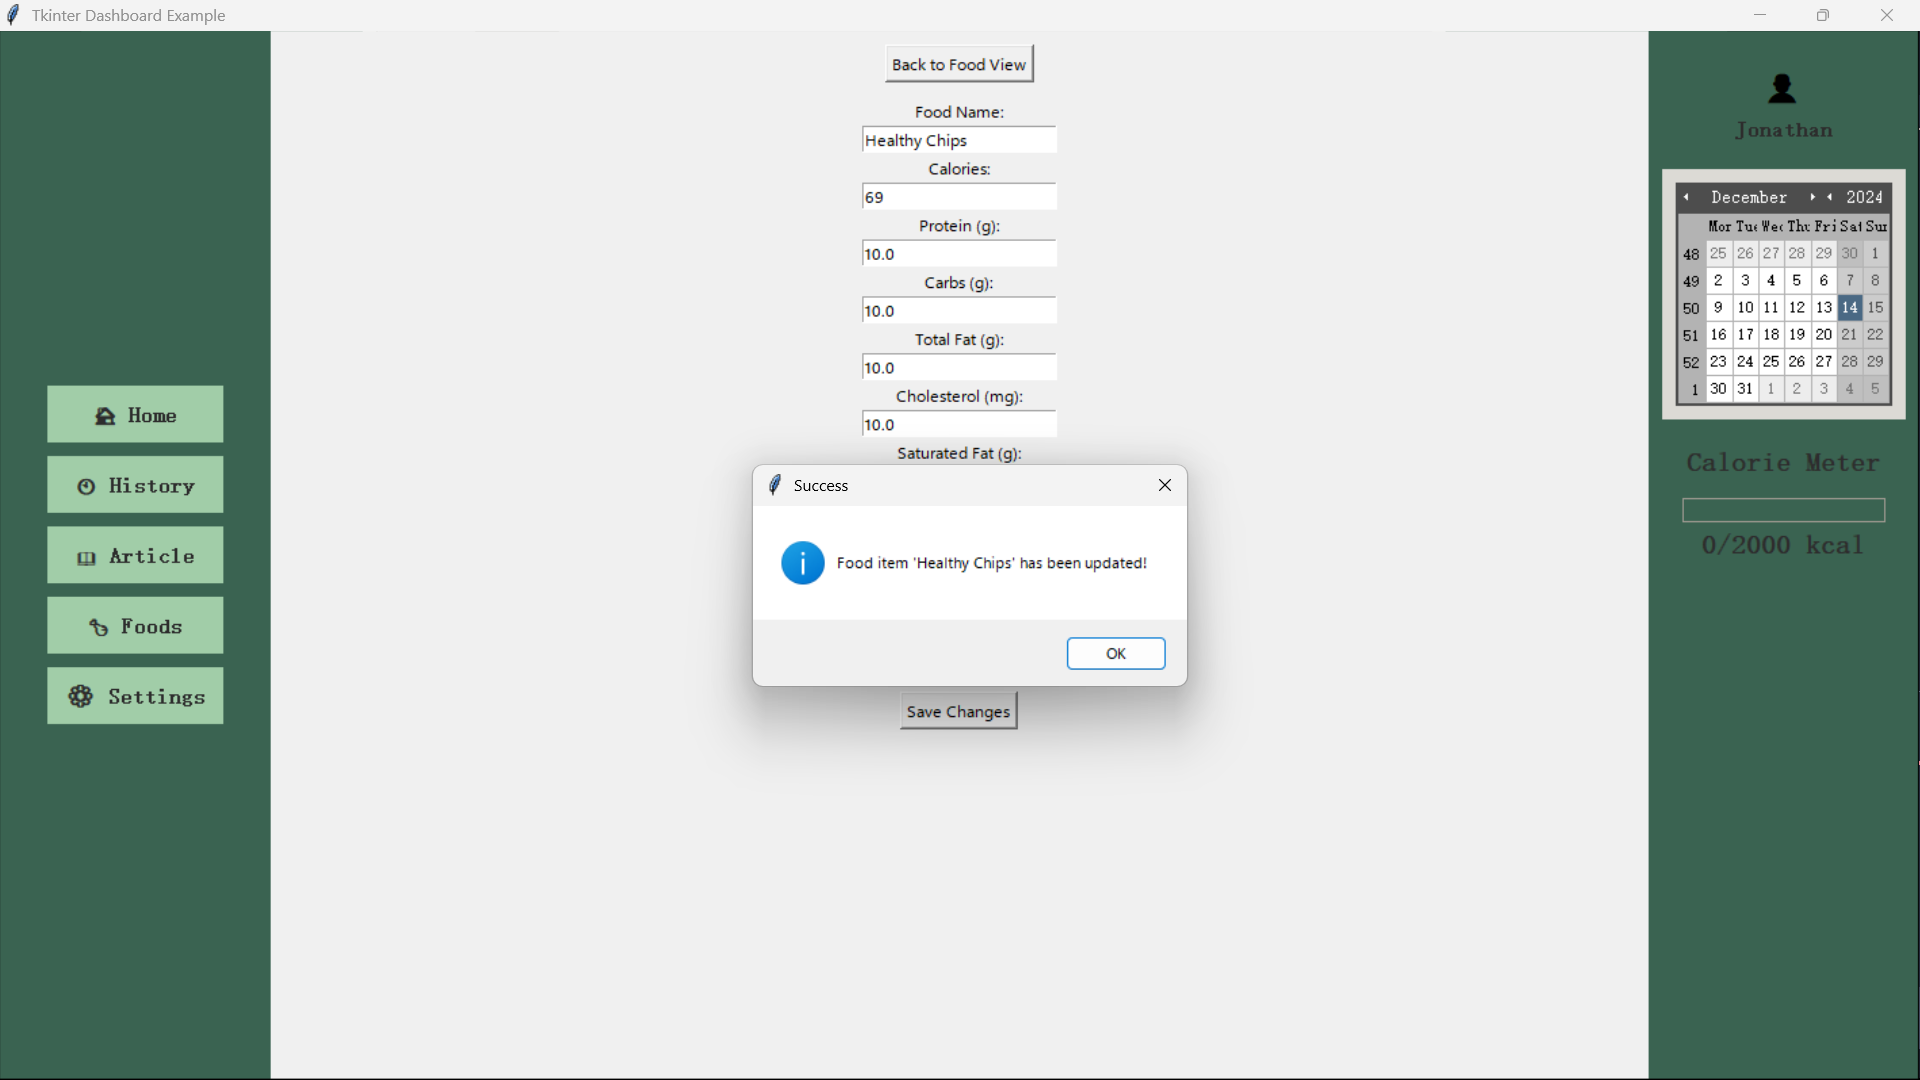 Tkinter Dashboard Example
Back to Food View
Food Name:
Healthy Chips
Calories:
69
Protein (g):
10.0
Carbs (g):
10.0
Total Fat (g):
10.0
Cholesterol (mg):
10.0
Saturated Fat (g):
Success
Food item 'Healthy Chips' has been updated!
OK
Save Changes
Home
History
Article
Foods
Settings
Jonathan
December 2024
Mon Tue Wed Thu Fri Sat Sun
48 25 26 27 28 29 30 1
49 2 3 4 5 6 7 8
50 9 10 11 12 13 14 15
51 16 17 18 19 20 21 22
52 23 24 25 26 27 28 29
1 30 31 1 2 3 4 5
Calorie Meter
0/2000 kcal